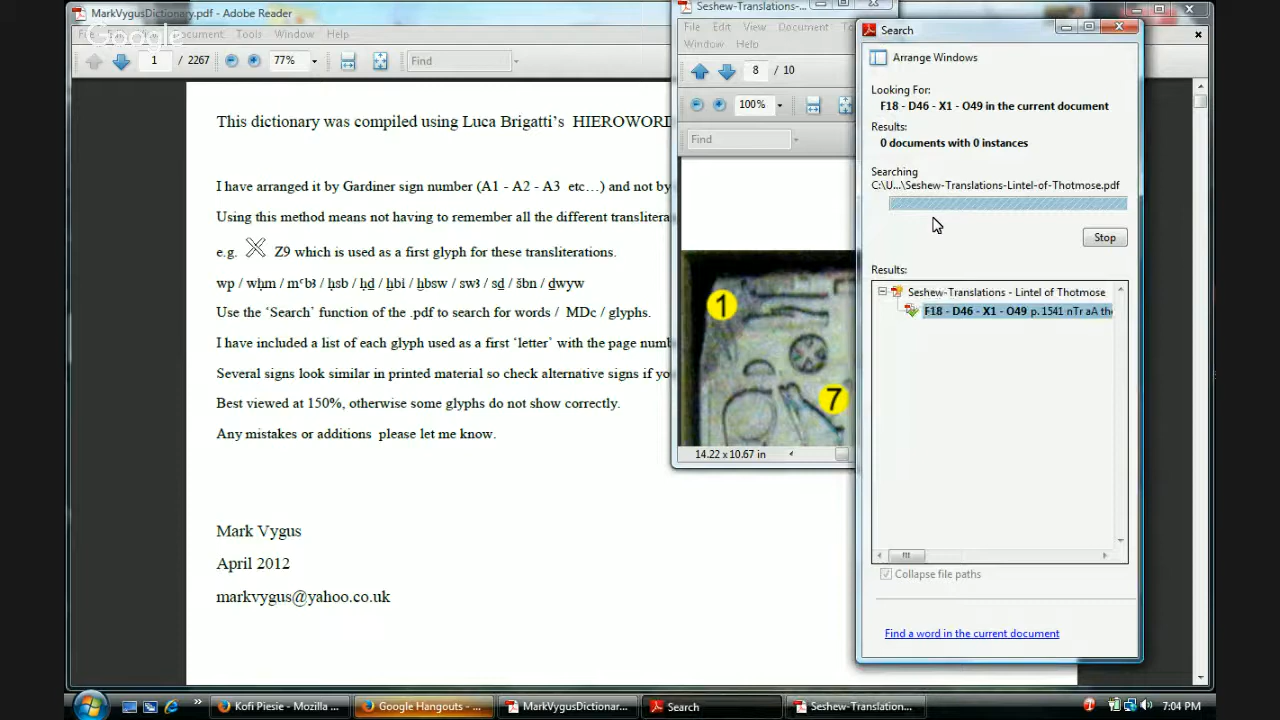 MarkVygusDictionary.pdf - Adobe Reader
Google
Tools Window Help
1 / 2267 77% Find
This dictionary was compiled using Luca Brigatti's HIEROWORD
I have arranged it by Gardiner sign number (A1 - A2 - A3 etc…) and not by
Using this method means not having to remember all the different translitera
e.g. Z9 which is used as a first glyph for these transliterations.
wp / wḥm / mꜥbꜣ / ḥsb / ḫd / ḫbi / ḫbsw / swꜣ / sḏ / šbn / ḏwyw
Use the 'Search' function of the .pdf to search for words / MDc / glyphs.
I have included a list of each glyph used as a first 'letter' with the page num
Several signs look similar in printed material so check alternative signs if yo
Best viewed at 150%, otherwise some glyphs do not show correctly.
Any mistakes or additions please let me know.
Mark Vygus
April 2012
markvygus@yahoo.co.uk
Seshew-Translations-...
File Edit View Document
Window Help
8 / 10
100%
Find
1
7
14.22 x 10.67 in
Search
Arrange Windows
Looking For:
F18 - D46 - X1 - O49 in the current document
Results:
0 documents with 0 instances
Searching
C:\U...\Seshew-Translations-Lintel-of-Thotmose.pdf
Stop
Results:
Seshew-Translations - Lintel of Thotmose
F18 - D46 - X1 - O49 p.1541 nTr aA the
Collapse file paths
Find a word in the current document
Kofi Piesie - Mozilla ... Google Hangouts - ... MarkVygusDictionar... Search Seshew-Translation... 7:04 PM